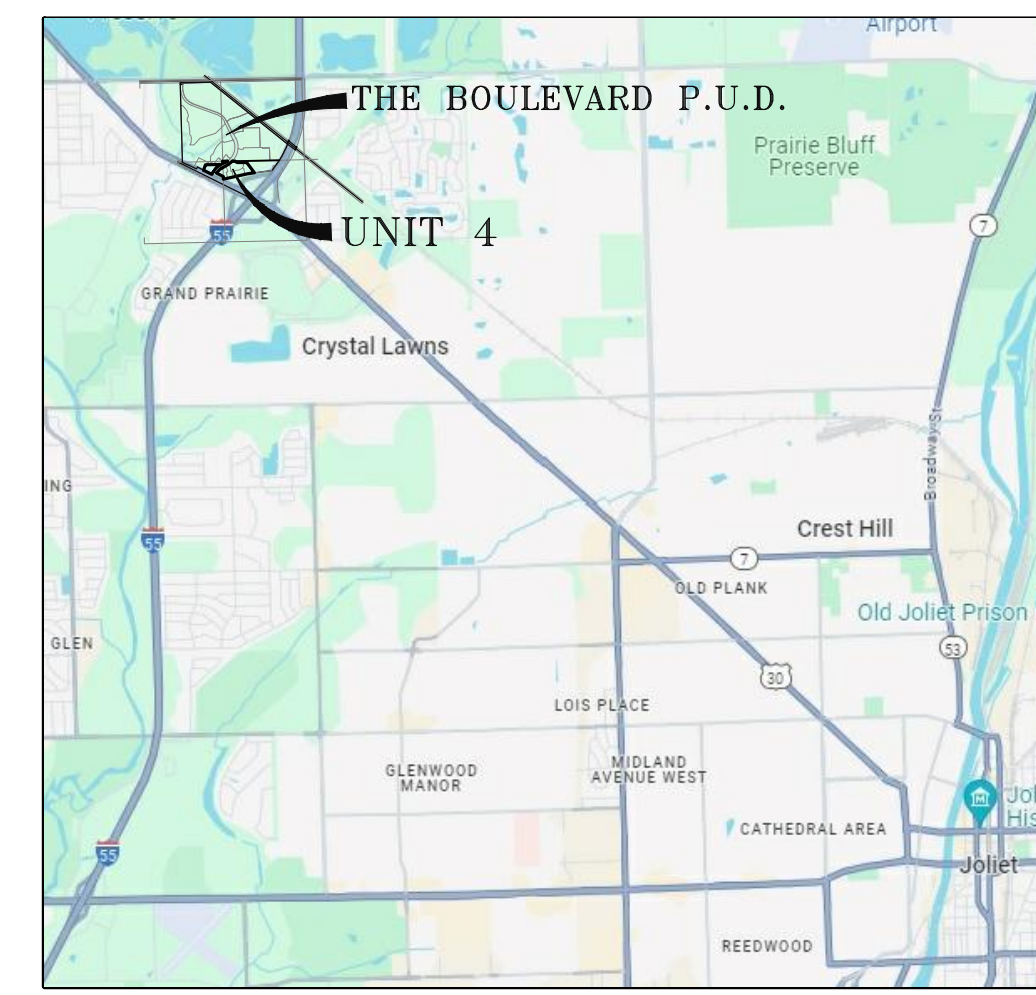 Airport
THE BOULEVARD P.U.D.
Prairie Bluff
Preserve
7
UNIT 4
55
GRAND PRAIRIE
Crystal Lawns
Broadway St
ING
Crest Hill
55
7
OLD PLANK
Old Joliet Prison
GLEN
53
30
LOIS PLACE
GLENWOOD
MANOR
MIDLAND
AVENUE WEST
Jol
His
CATHEDRAL AREA
55
Joliet
REEDWOOD